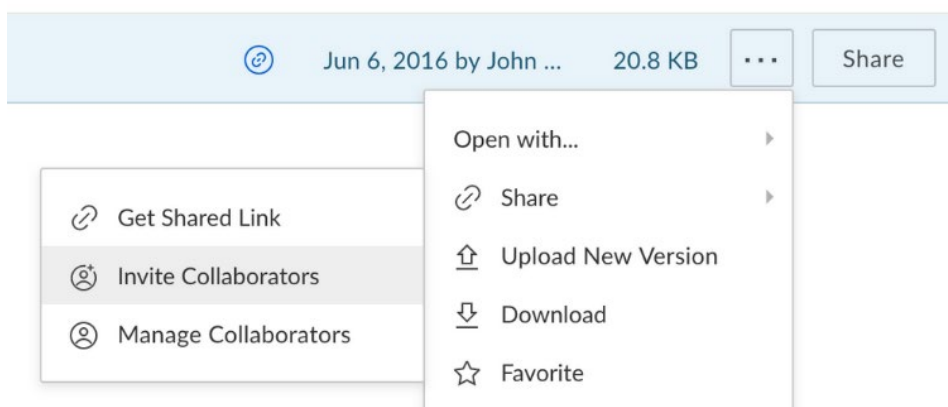 Jun 6, 2016 by John ... 20.8 KB ... Share
Open with...
Share
Upload New Version
Download
Favorite
Get Shared Link
Invite Collaborators
Manage Collaborators